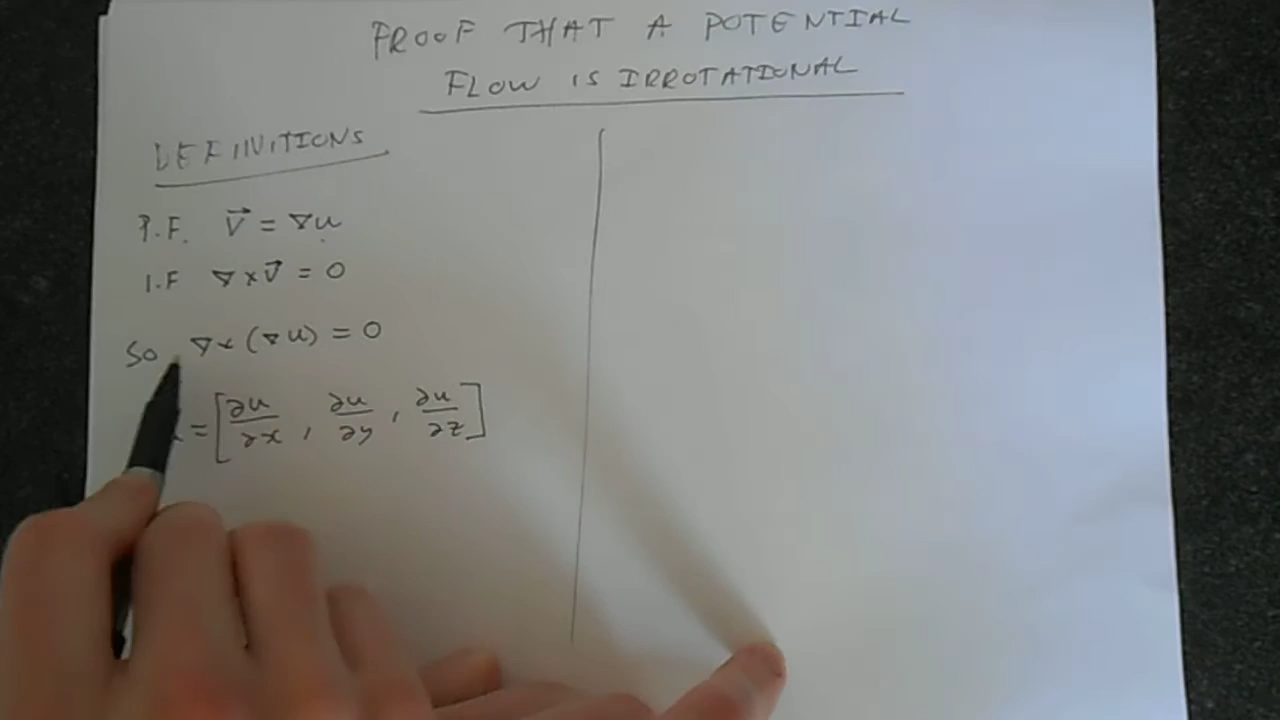 PROOF THAT A POTENTIAL
FLOW IS IRROTATIONAL
DEFINITIONS
P.F. V⃗ = ∇u
I.F ∇×V⃗ = 0
So ∇×(∇u) = 0
= [∂u/∂x, ∂u/∂y, ∂u/∂z]